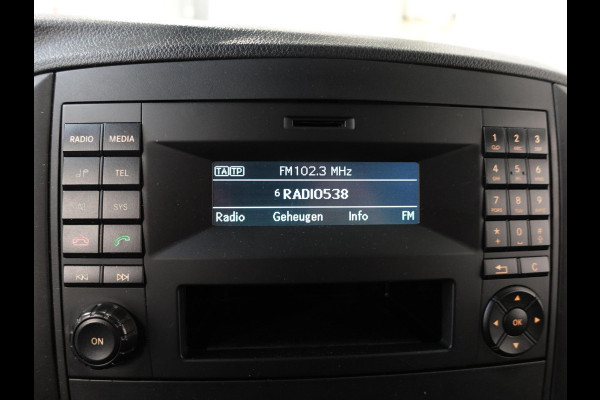 RADIO MEDIA
TEL
SYS
ON
TA TP FM102.3 MHz
6 RADIO538
Radio Geheugen Info FM
1 2 3
4 5 6
7 8 9
* 0 #
C
OK